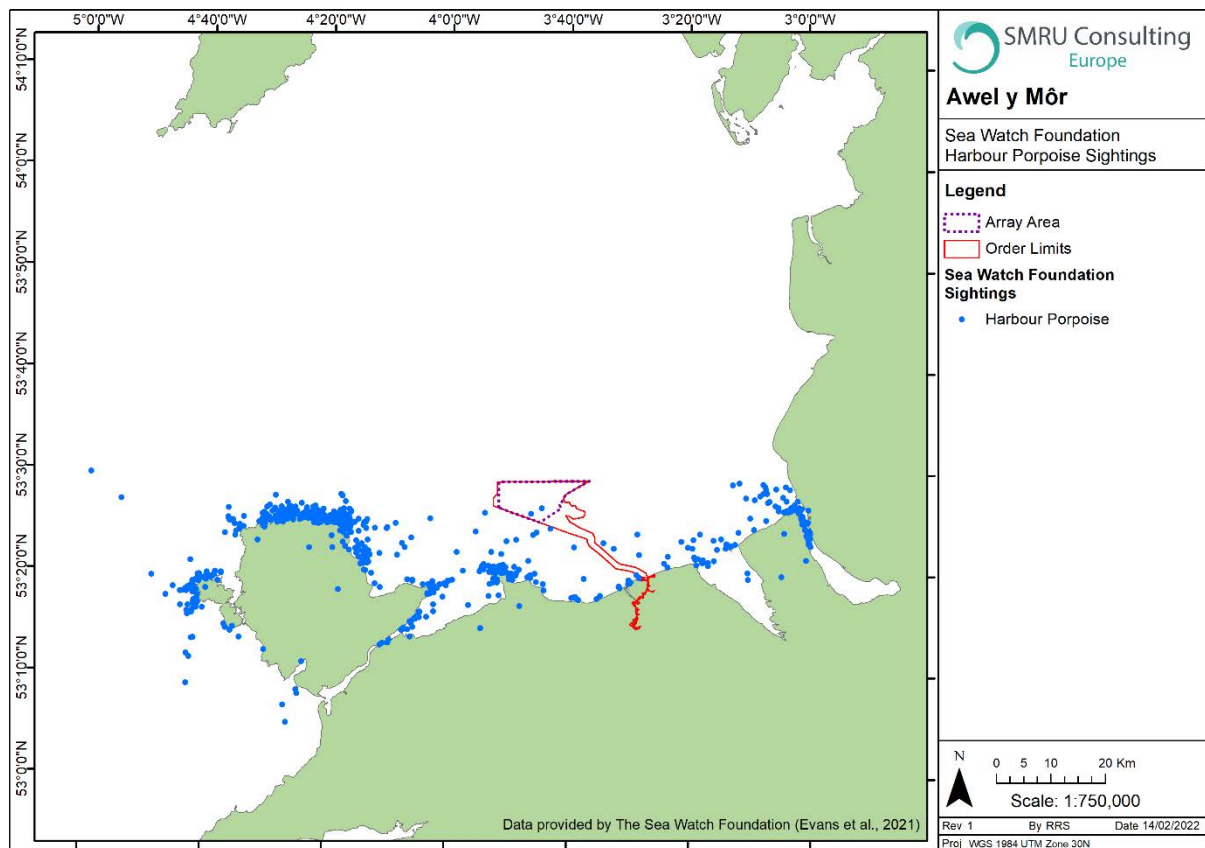 5°0'0"W 4°40'0"W 4°20'0"W 4°0'0"W 3°40'0"W 3°20'0"W 3°0'0"W
54°10'0"N
54°0'0"N
53°50'0"N
53°40'0"N
53°30'0"N
53°20'0"N
53°10'0"N
53°0'0"N
Data provided by The Sea Watch Foundation (Evans et al., 2021)
SMRU Consulting
Europe
Awel y Môr
Sea Watch Foundation
Harbour Porpoise Sightings
Legend
Array Area
Order Limits
Sea Watch Foundation
Sightings
Harbour Porpoise
N
0 5 10 20 Km
Scale: 1:750,000
Rev 1 By RRS Date 14/02/2022
Proj WGS 1984 UTM Zone 30N